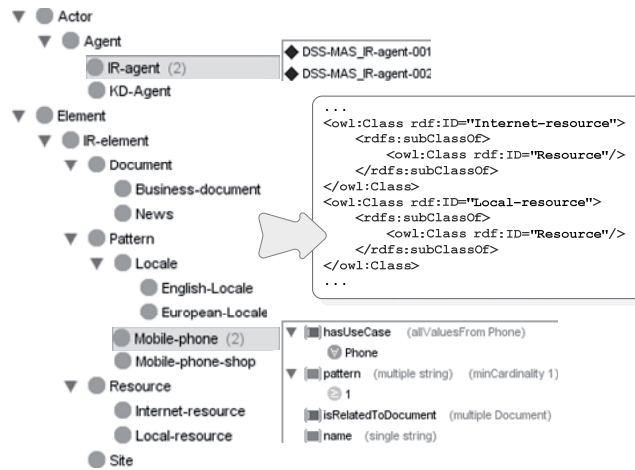 Actor
Agent
IR-agent (2)
KD-Agent
DSS-MAS_IR-agent-001
DSS-MAS_IR-agent-002
Element
IR-element
Document
Business-document
News
Pattern
Locale
English-Locale
European-Locale
Mobile-phone (2)
Mobile-phone-shop
Resource
Internet-resource
Local-resource
Site
...
<owl:Class rdf:ID="Internet-resource">
<rdfs:subClassOf>
<owl:Class rdf:ID="Resource"/>
</rdfs:subClassOf>
</owl:Class>
<owl:Class rdf:ID="Local-resource">
<rdfs:subClassOf>
<owl:Class rdf:ID="Resource"/>
</rdfs:subClassOf>
</owl:Class>
...
hasUseCase (allValuesFrom Phone)
Phone
pattern (multiple string) (minCardinality 1)
≥ 1
isRelatedToDocument (multiple Document)
name (single string)